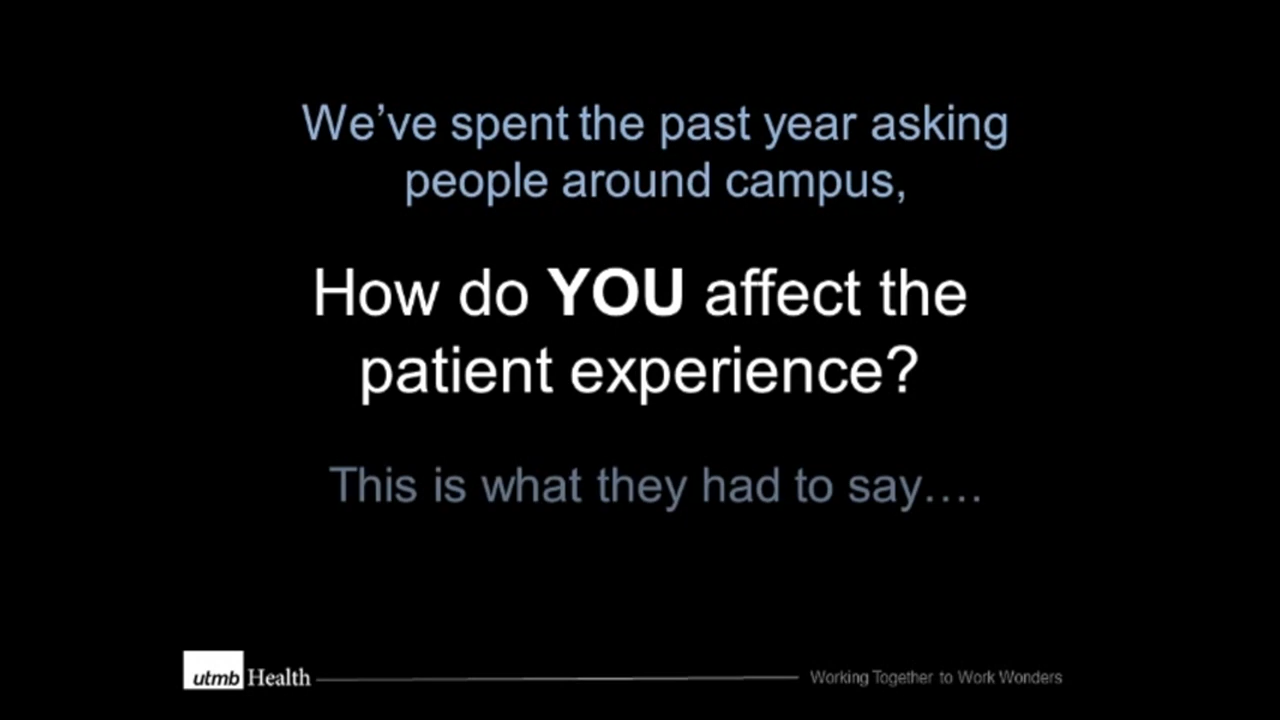 We’ve spent the past year asking
people around campus,
How do YOU affect the
patient experience?
This is what they had to say….
utmb Health
Working Together to Work Wonders